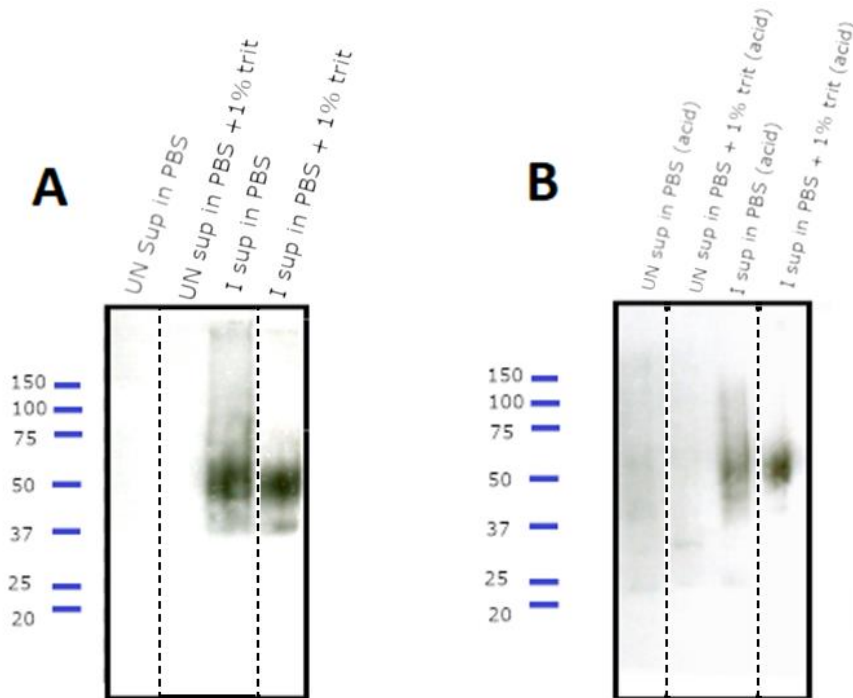 A
UN Sup in PBS
UN sup in PBS +1% trit
I sup in PBS
I sup in PBS + 1% trit
150
100
75
50
37
25
20
B
UN sup in PBS (acid)
UN sup in PBS + 1% trit (acid)
I sup in PBS (acid)
I sup in PBS + 1% trit (acid)
150
100
75
50
37
25
20